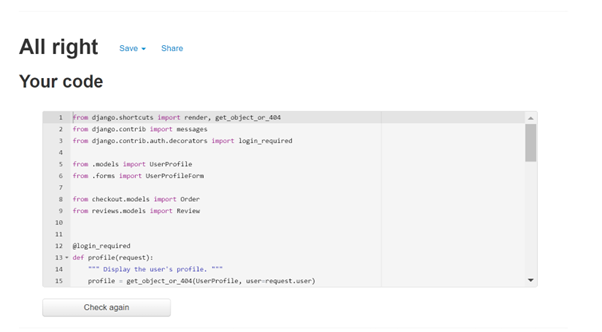 All right Save Share
Your code
1 from django.shortcuts import render, get_object_or_404
2 from django.contrib import messages
3 from django.contrib.auth.decorators import login_required
4
5 from .models import UserProfile
6 from .forms import UserProfileForm
7
8 from checkout.models import Order
9 from reviews.models import Review
10
11
12 @login_required
13 def profile(request):
14 """ Display the user's profile. """
15 profile = get_object_or_404(UserProfile, user=request.user)
Check again